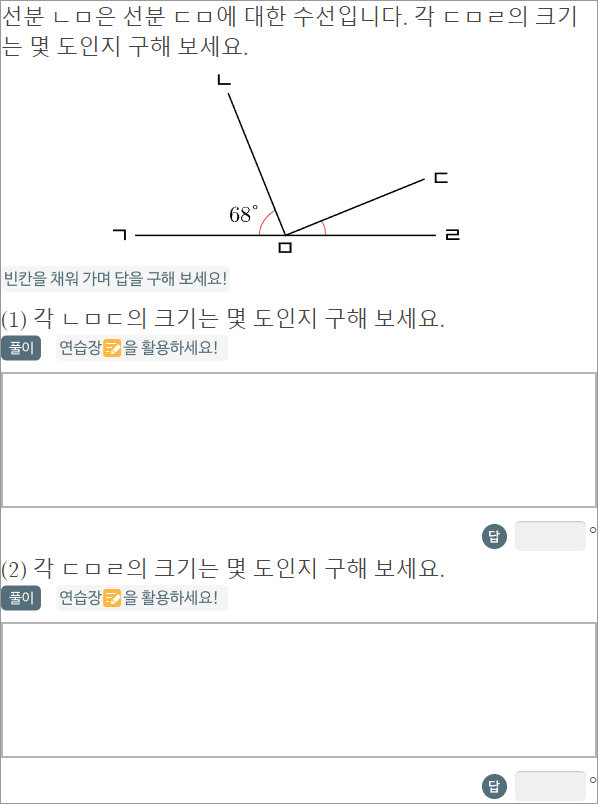 선분 ㄴㅁ은 선분 ㄷㅁ에 대한 수선입니다. 각 ㄷㅁㄹ의 크기
는 몇 도인지 구해 보세요.
ㄴ
ㄷ
68°
ㄱ
ㄹ
ㅁ
빈칸을 채워 가며 답을 구해 보세요!
(1) 각 ㄴㅁㄷ의 크기는 몇 도인지 구해 보세요.
풀이 연습장📝을 활용하세요!
답 °
(2) 각 ㄷㅁㄹ의 크기는 몇 도인지 구해 보세요.
풀이 연습장📝을 활용하세요!
답 °